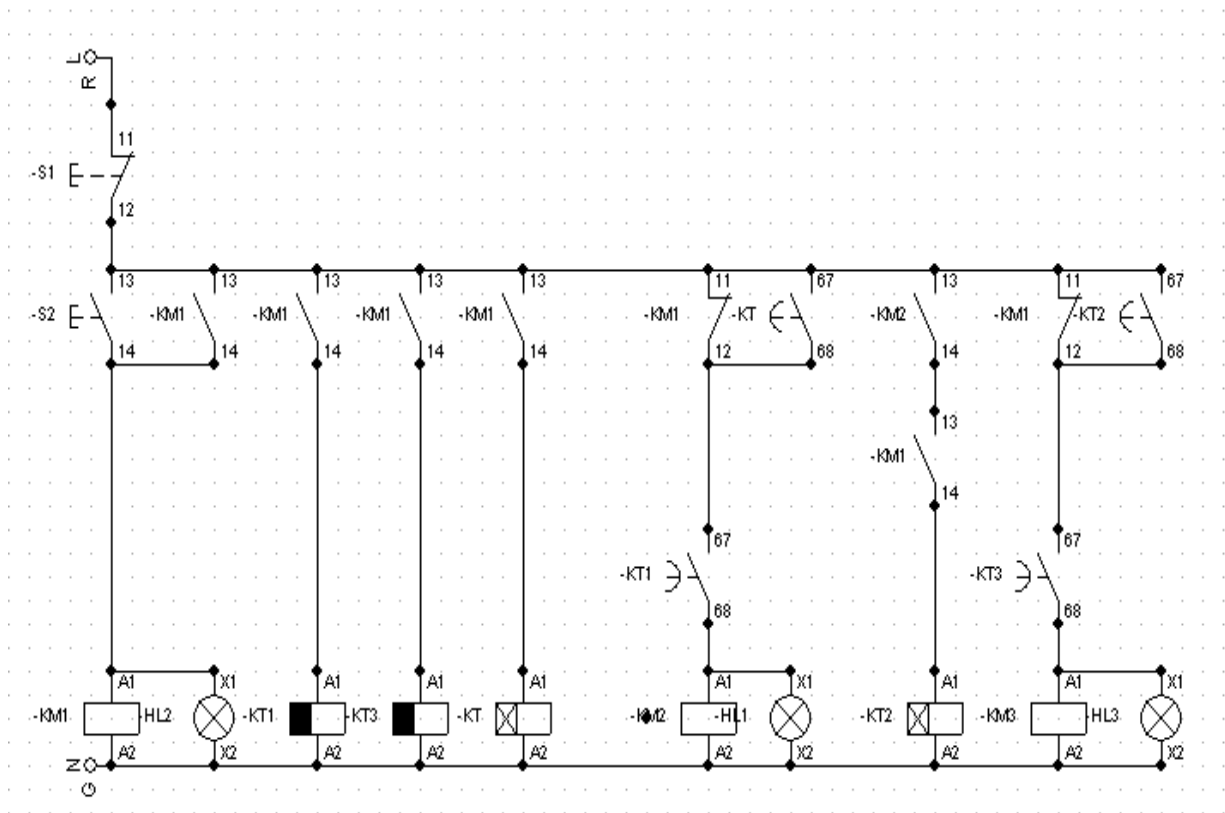 L
R
11
-S1
12
13 13 13 13 13 11 67 13 11 67
-S2 -KM1 -KM1 -KM1 -KM1 -KM1 -KT -KM2 -KM1 -KT2
14 14 14 14 14 12 68 14 12 68
13
-KM1
14
67 67
-KT1 -KT3
68 68
A1 X1 A1 A1 A1 A1 X1 A1 A1 X1
-KM1 -HL2 -KT1 -KT3 -KT -KM2 -HL1 -KT2 -KM3 -HL3
A2 X2 A2 A2 A2 A2 X2 A2 A2 X2
N